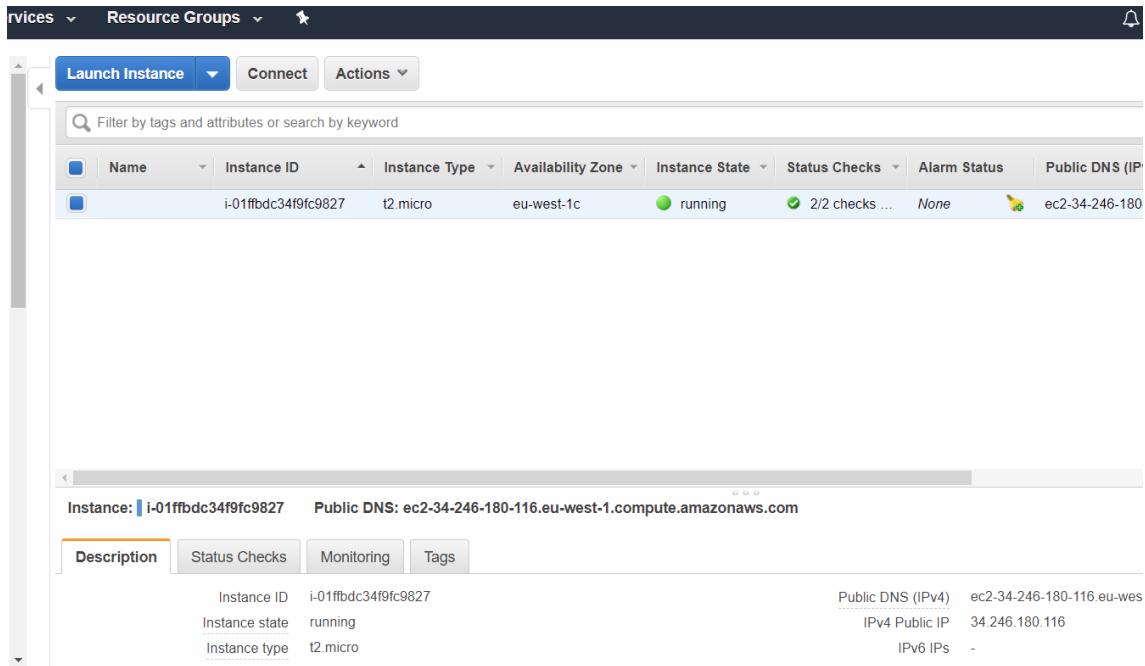 rvices Resource Groups
Launch Instance Connect Actions
Filter by tags and attributes or search by keyword
Name Instance ID Instance Type Availability Zone Instance State Status Checks Alarm Status Public DNS (IP
i-01ffbdc34f9fc9827 t2.micro eu-west-1c running 2/2 checks ... None ec2-34-246-180
Instance: i-01ffbdc34f9fc9827 Public DNS: ec2-34-246-180-116.eu-west-1.compute.amazonaws.com
Description Status Checks Monitoring Tags
Instance ID i-01ffbdc34f9fc9827 Public DNS (IPv4) ec2-34-246-180-116.eu-wes
Instance state running IPv4 Public IP 34.246.180.116
Instance type t2.micro IPv6 IPs -